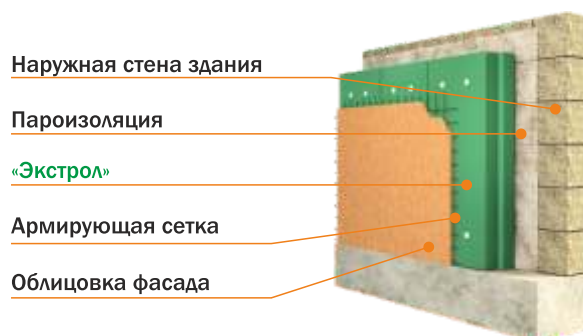 Наружная стена здания
Пароизоляция
«Экстрол»
Армирующая сетка
Облицовка фасада